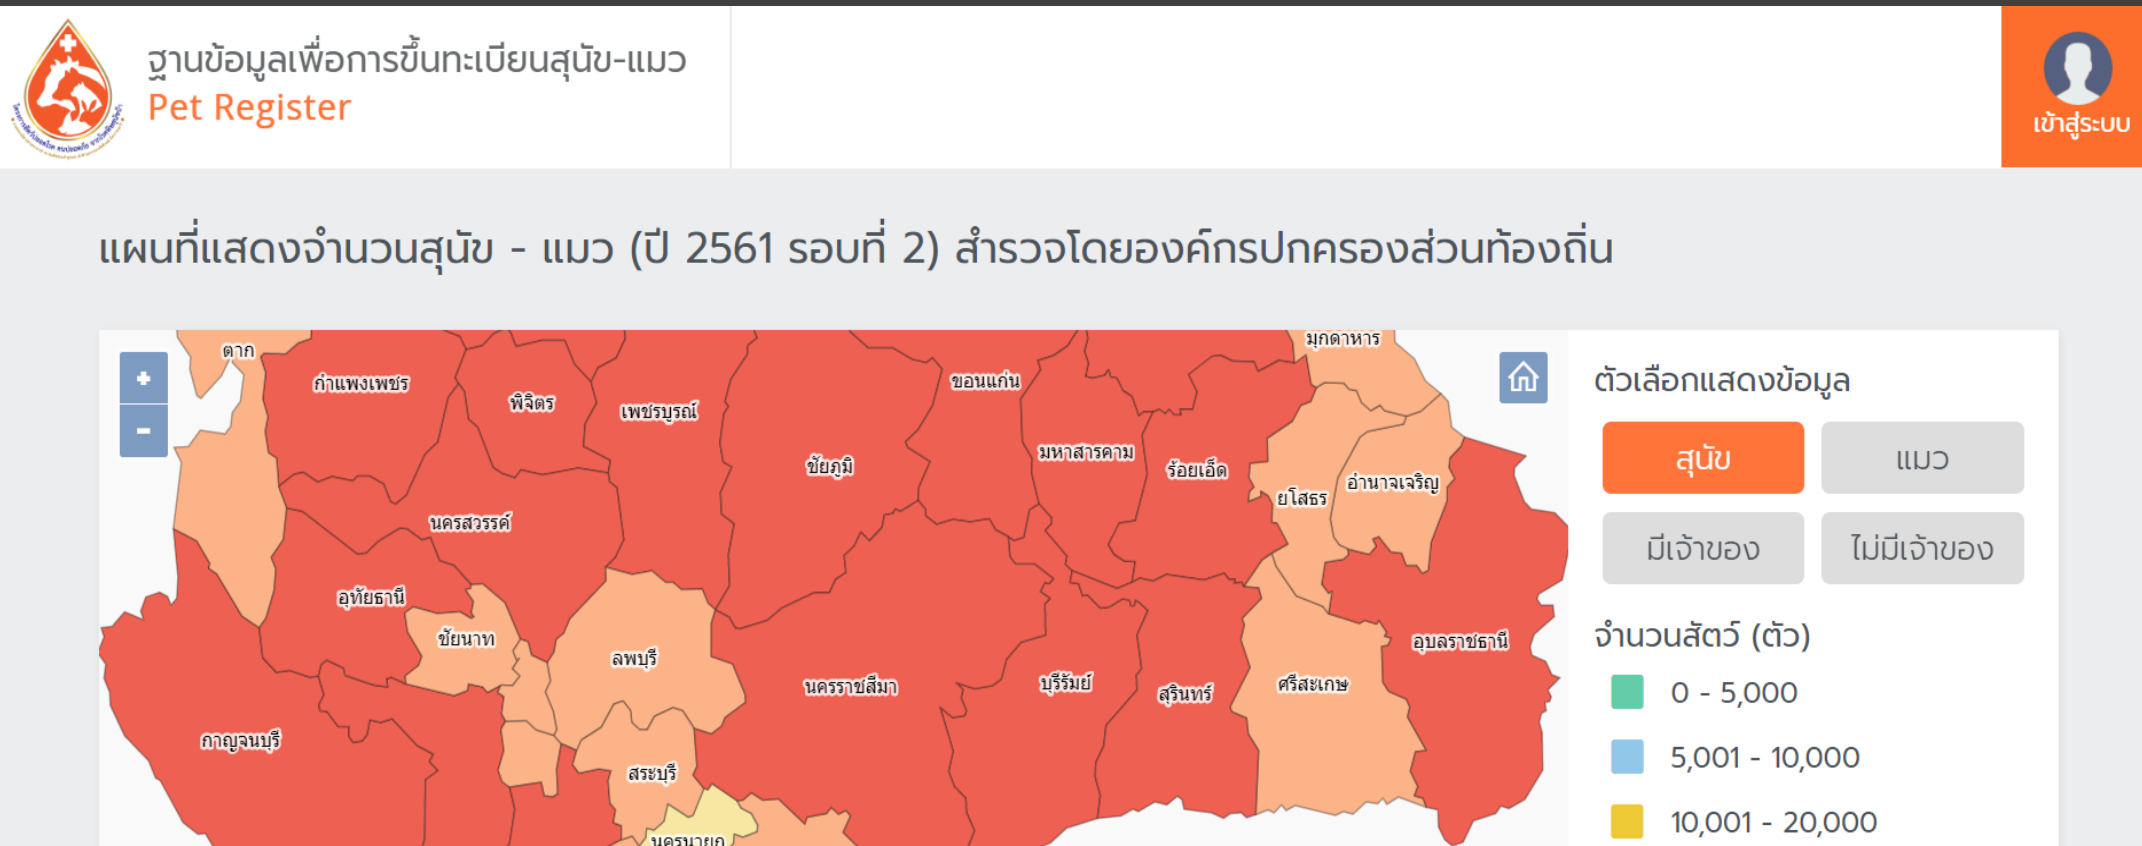 ฐานข้อมูลเพื่อการขึ้นทะเบียนสุนัข-แมว
Pet Register
เข้าสู่ระบบ
แผนที่แสดงจำนวนสุนัข - แมว (ปี 2561 รอบที่ 2) สำรวจโดยองค์กรปกครองส่วนท้องถิ่น
+
-
ตาก
กำแพงเพชร
พิจิตร
เพชรบูรณ์
ขอนแก่น
มุกดาหาร
ชัยภูมิ
มหาสารคาม
ร้อยเอ็ด
ยโสธร
อำนาจเจริญ
นครสวรรค์
อุทัยธานี
ชัยนาท
ลพบุรี
นครราชสีมา
บุรีรัมย์
สุรินทร์
ศรีสะเกษ
อุบลราชธานี
กาญจนบุรี
สระบุรี
นครนายก
ตัวเลือกแสดงข้อมูล
สุนัข
แมว
มีเจ้าของ
ไม่มีเจ้าของ
จำนวนสัตว์ (ตัว)
0 - 5,000
5,001 - 10,000
10,001 - 20,000